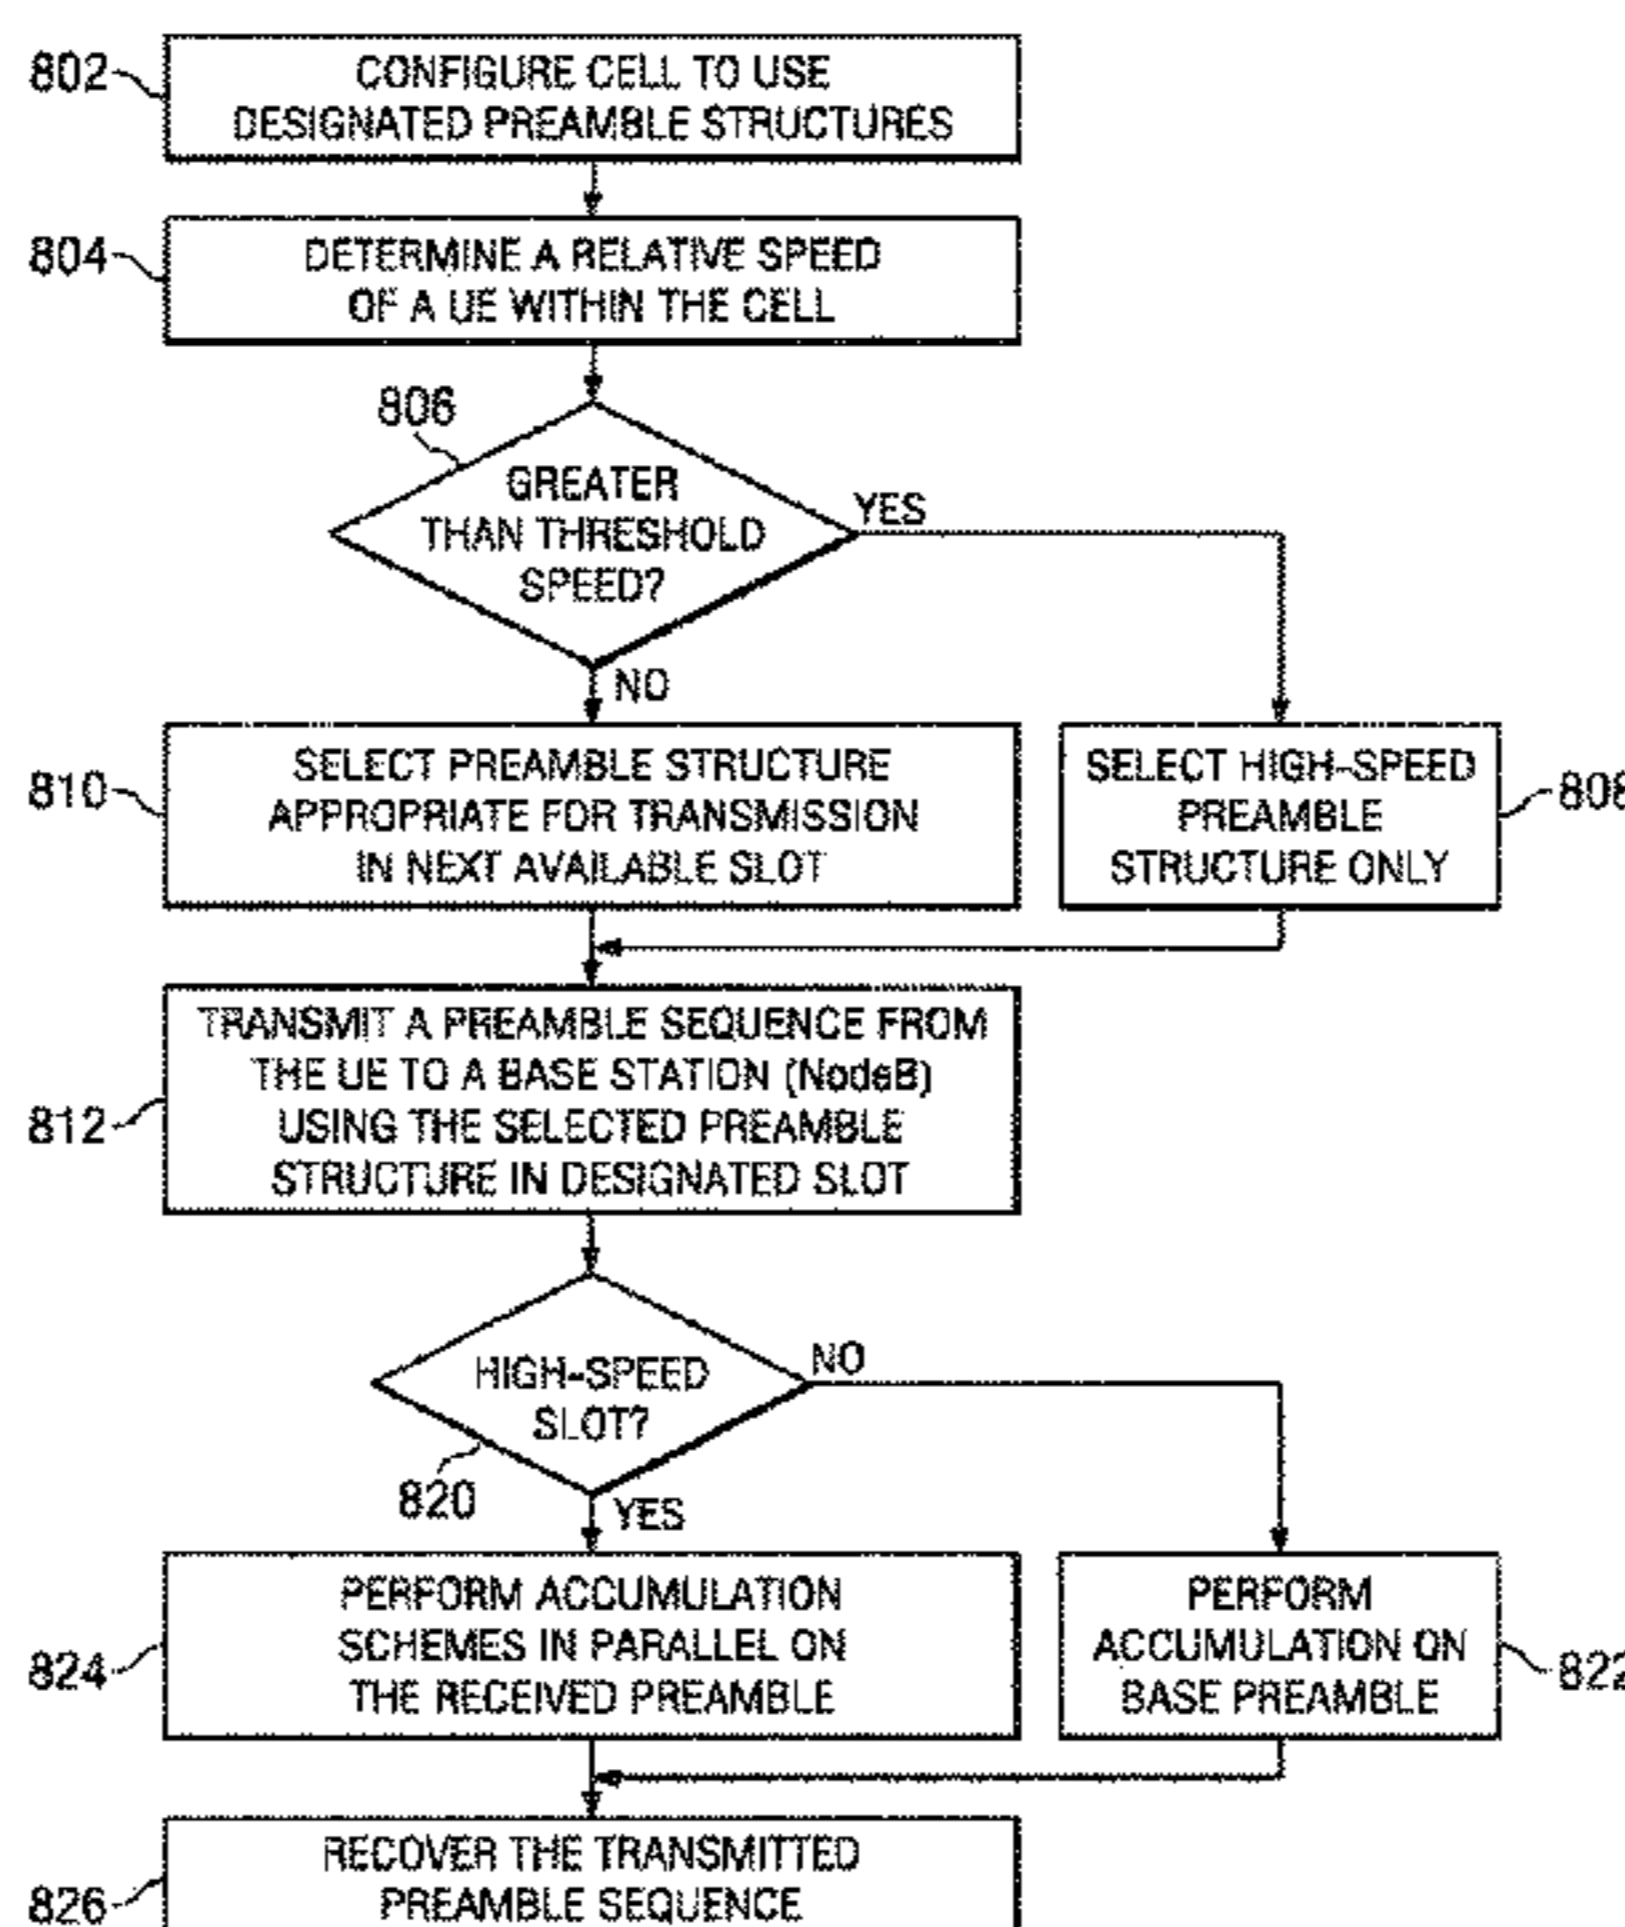 802
CONFIGURE CELL TO USE
DESIGNATED PREAMBLE STRUCTURES
804
DETERMINE A RELATIVE SPEED
OF A UE WITHIN THE CELL
806
GREATER
THAN THRESHOLD
SPEED?
YES
NO
810
SELECT PREAMBLE STRUCTURE
APPROPRIATE FOR TRANSMISSION
IN NEXT AVAILABLE SLOT
SELECT HIGH-SPEED
PREAMBLE
STRUCTURE ONLY
808
812
TRANSMIT A PREAMBLE SEQUENCE FROM
THE UE TO A BASE STATION (NodeB)
USING THE SELECTED PREAMBLE
STRUCTURE IN DESIGNATED SLOT
HIGH-SPEED
SLOT?
NO
820
YES
824
PERFORM ACCUMULATION
SCHEMES IN PARALLEL ON
THE RECEIVED PREAMBLE
PERFORM
ACCUMULATION ON
BASE PREAMBLE
822
826
RECOVER THE TRANSMITTED
PREAMBLE SEQUENCE